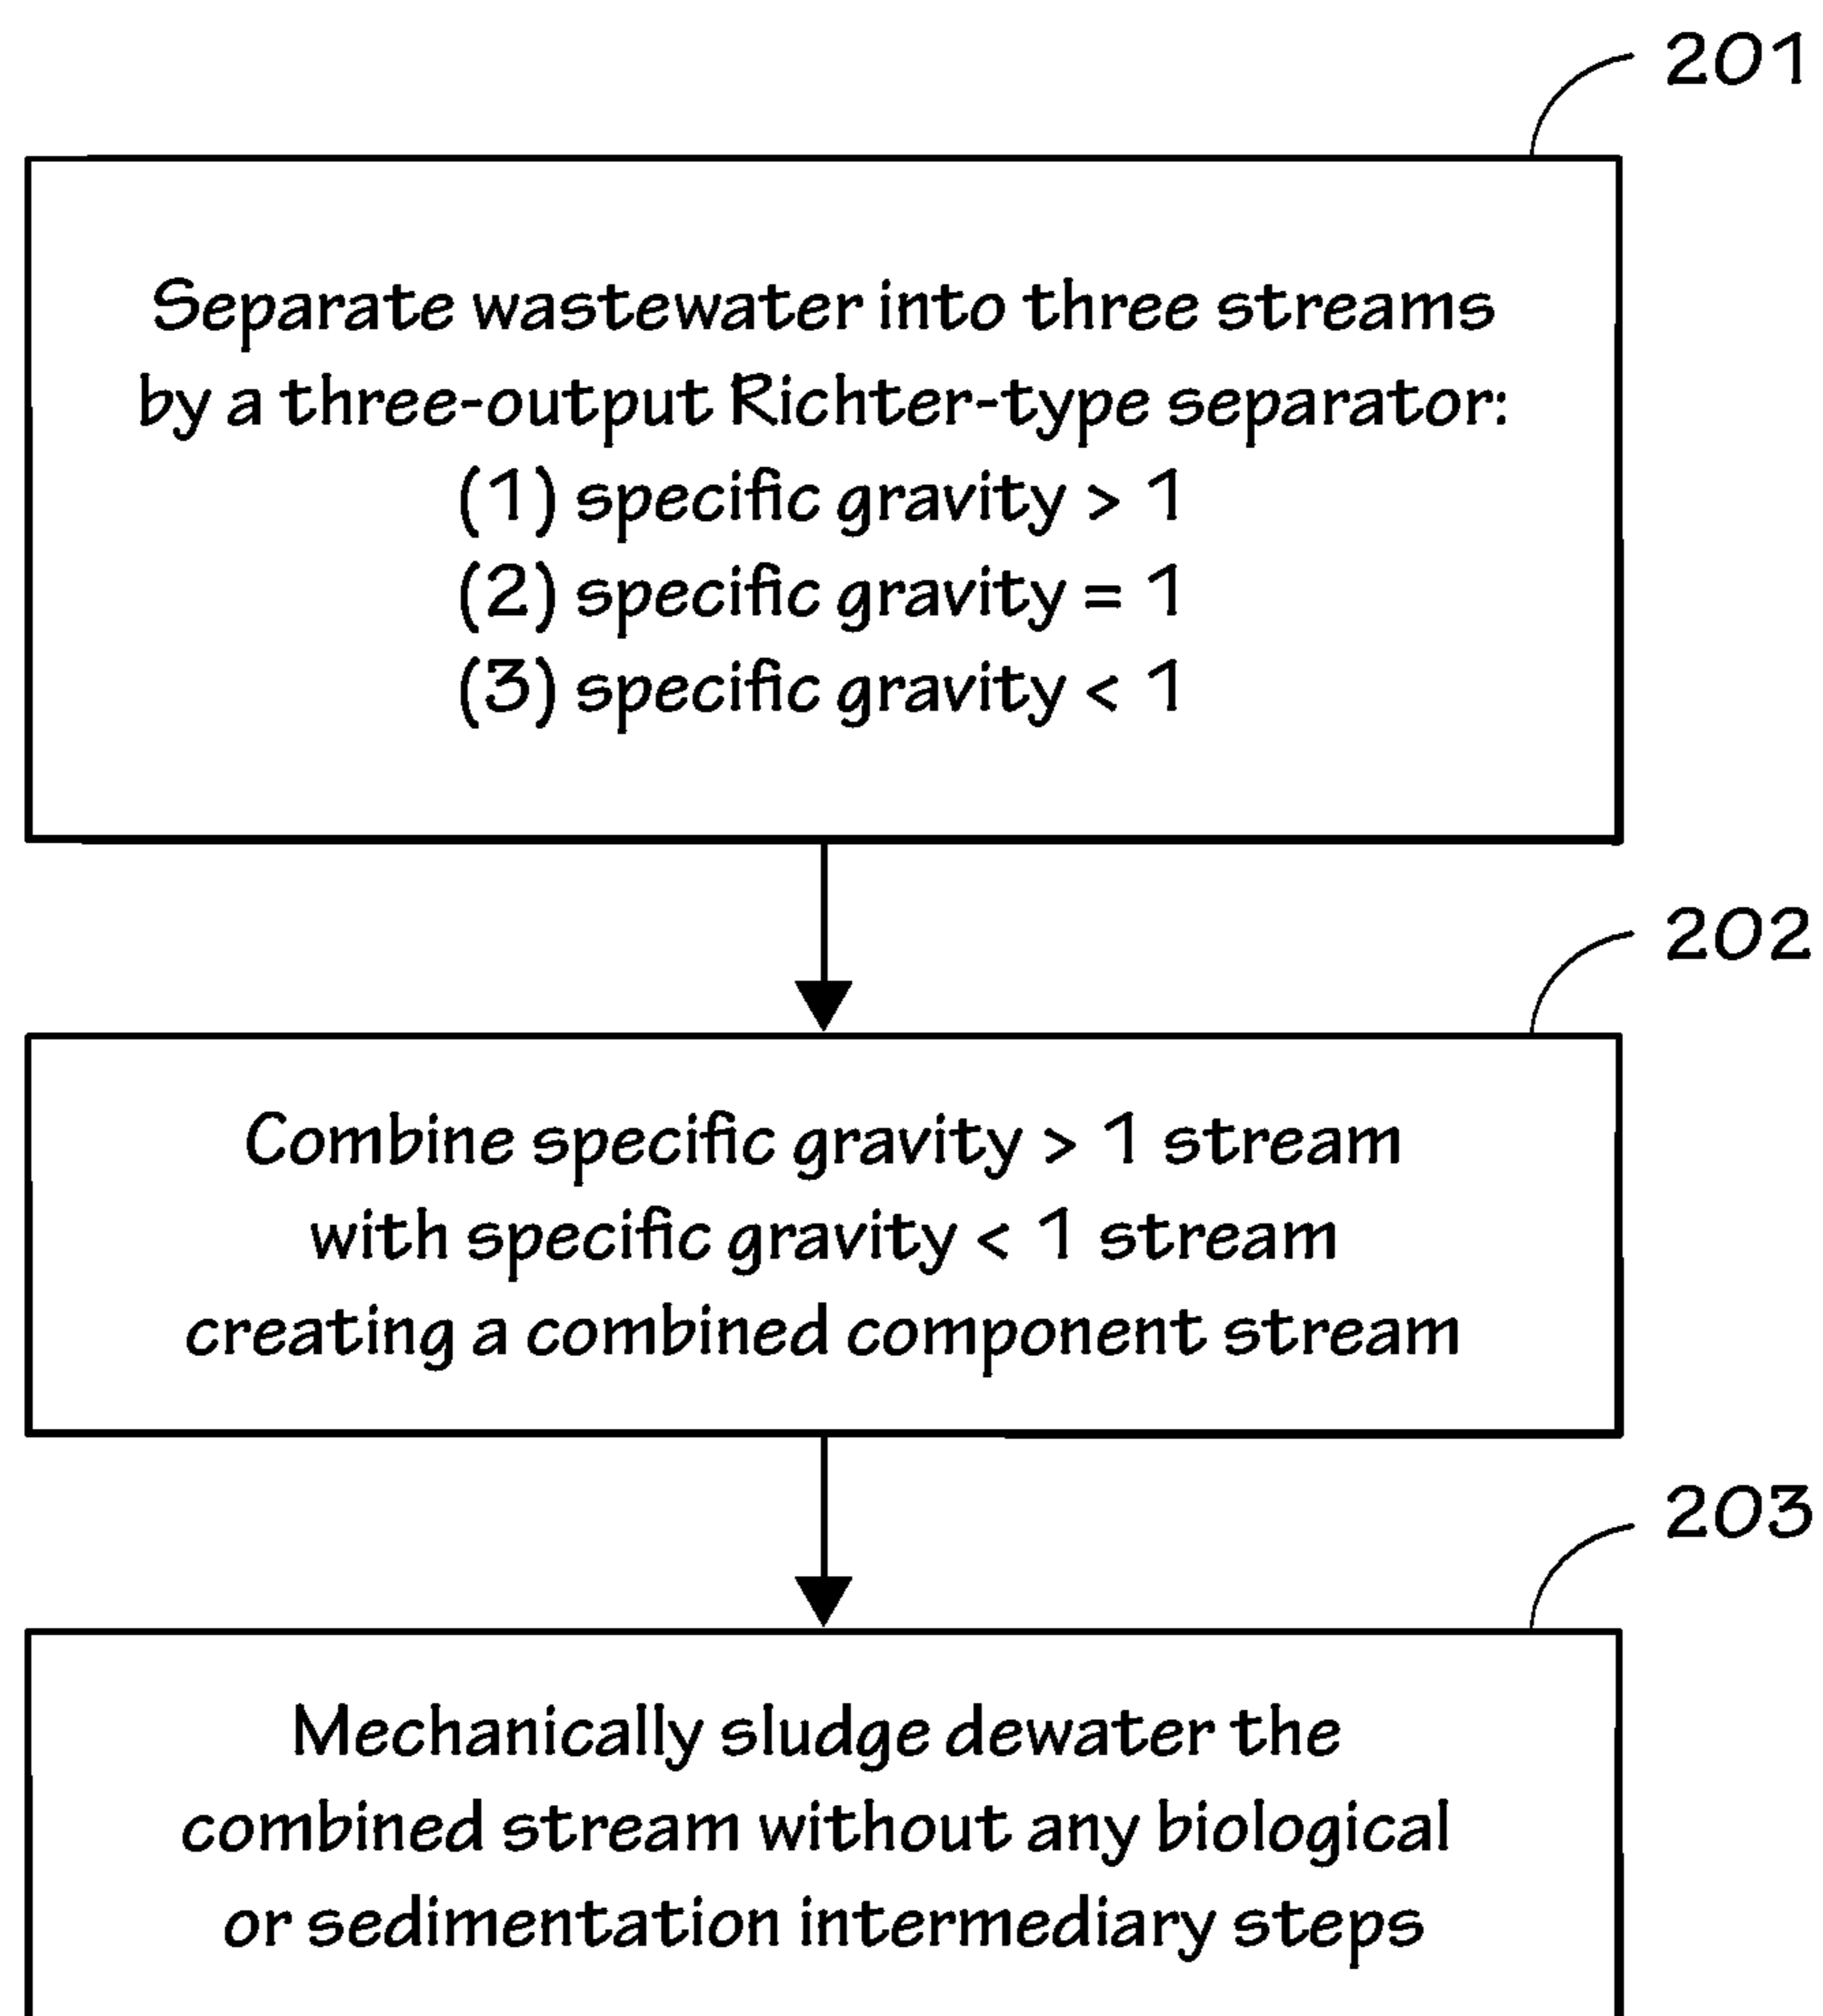 201
Separate wastewater into three streams
by a three-output Richter-type separator:
(1) specific gravity > 1
(2) specific gravity = 1
(3) specific gravity < 1
202
Combine specific gravity > 1 stream
with specific gravity < 1 stream
creating a combined component stream
203
Mechanically sludge dewater the
combined stream without any biological
or sedimentation intermediary steps